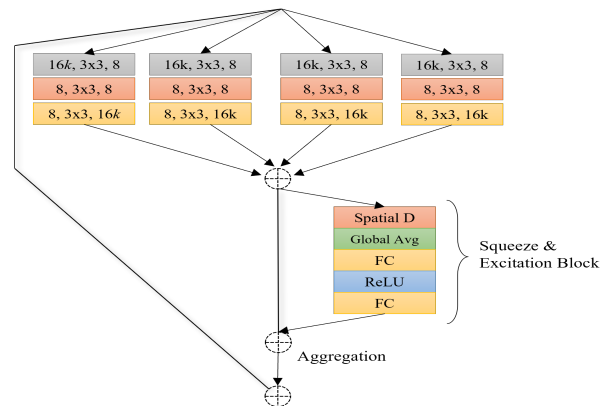 16k, 3x3, 8 16k, 3x3, 8 16k, 3x3, 8 16k, 3x3, 8
8, 3x3, 8 8, 3x3, 8 8, 3x3, 8 8, 3x3, 8
8, 3x3, 16k 8, 3x3, 16k 8, 3x3, 16k 8, 3x3, 16k
Spatial D
Global Avg
FC
ReLU
FC
Squeeze &
Excitation Block
Aggregation